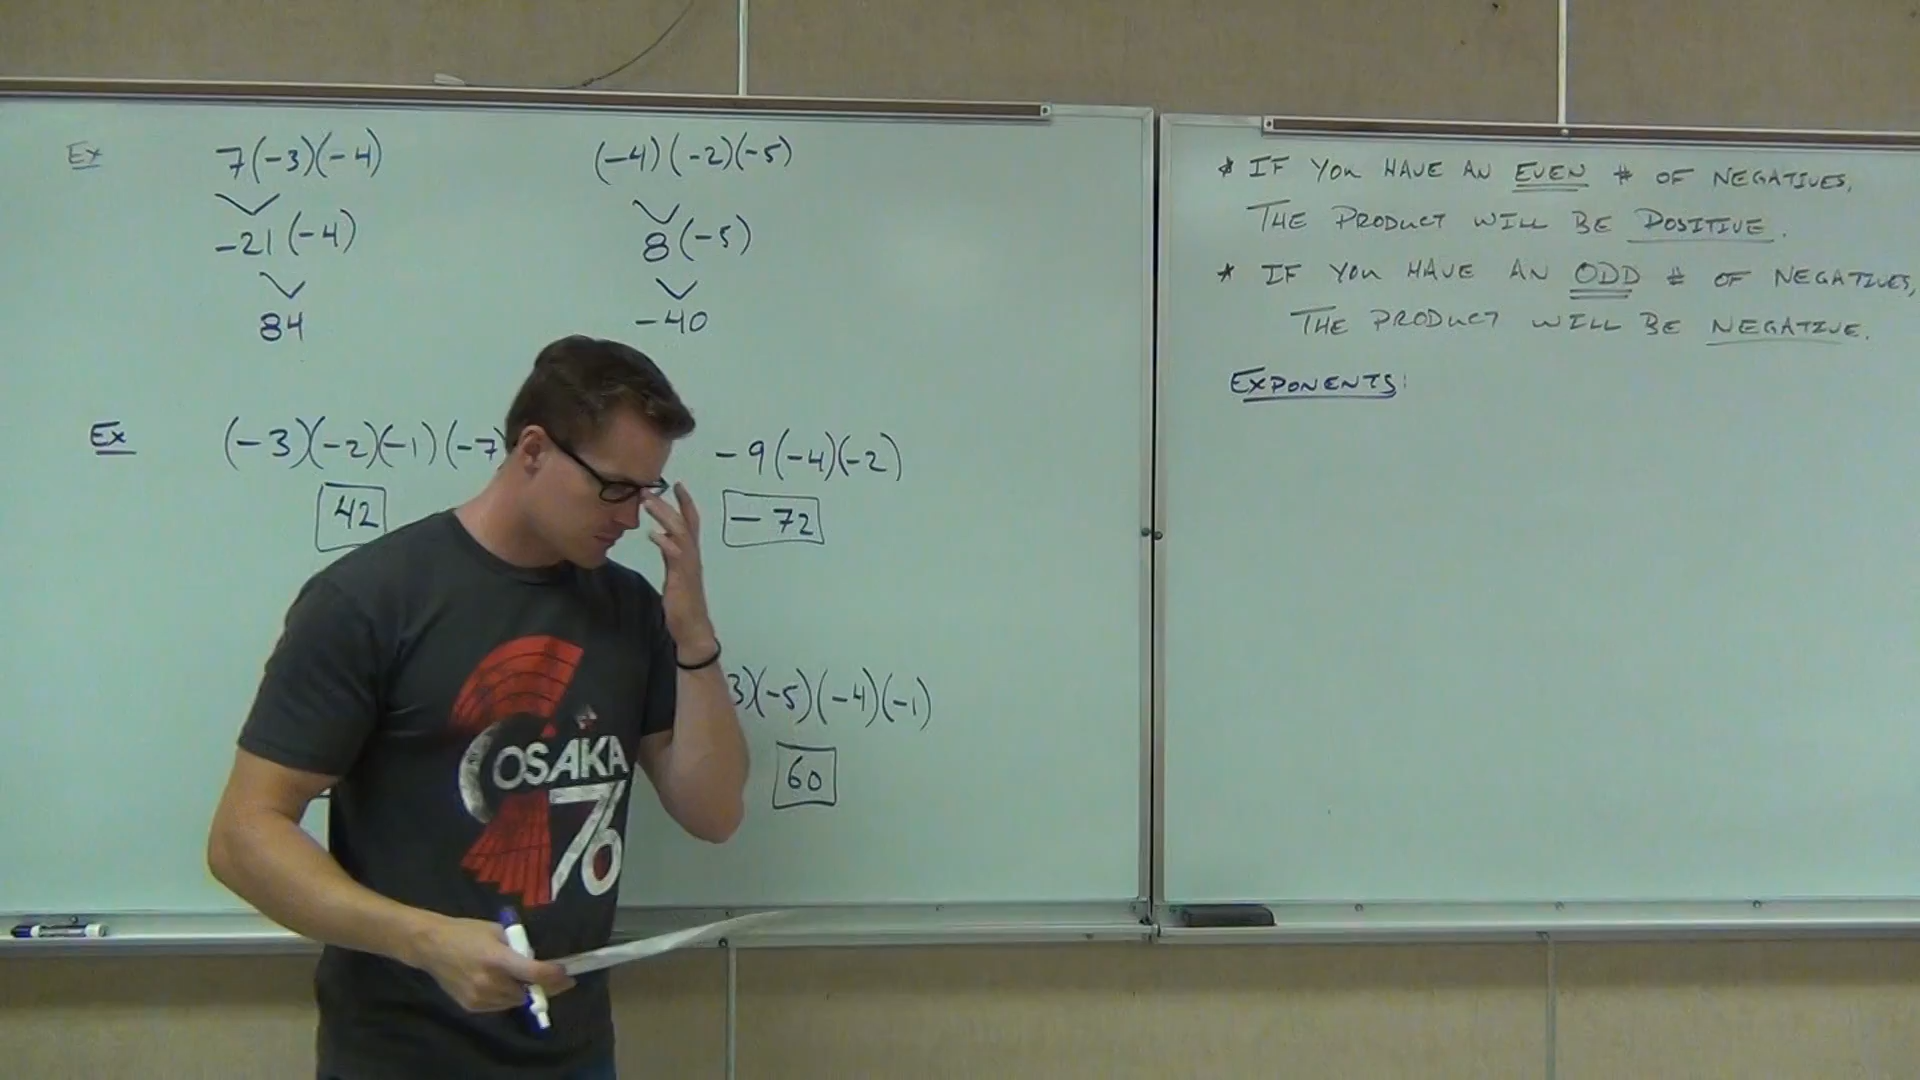 Ex 7(-3)(-4) (-4)(-2)(-5)
-21(-4) 8(-5)
84 -40
Ex (-3)(-2)(-1)(-7) -9(-4)(-2)
42 -72
3)(-5)(-4)(-1)
60
* IF YOU HAVE AN EVEN # OF NEGATIVES,
THE PRODUCT WILL BE POSITIVE.
* IF YOU HAVE AN ODD # OF NEGATIVES,
THE PRODUCT WILL BE NEGATIVE.
EXPONENTS:
OSAKA
76